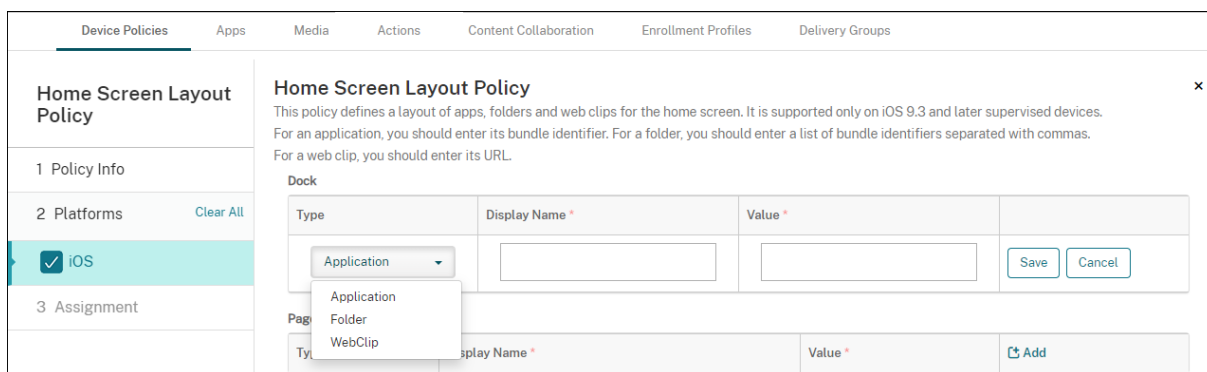 Device Policies Apps Media Actions Content Collaboration Enrollment Profiles Delivery Groups
Home Screen Layout
Policy
1 Policy Info
2 Platforms Clear All
iOS
3 Assignment
Home Screen Layout Policy
×
This policy defines a layout of apps, folders and web clips for the home screen. It is supported only on iOS 9.3 and later supervised devices.
For an application, you should enter its bundle identifier. For a folder, you should enter a list of bundle identifiers separated with commas.
For a web clip, you should enter its URL.
Dock
Type Display Name * Value *
Application Save Cancel
Application
Folder
WebClip
Pag
Ty splay Name * Value * Add